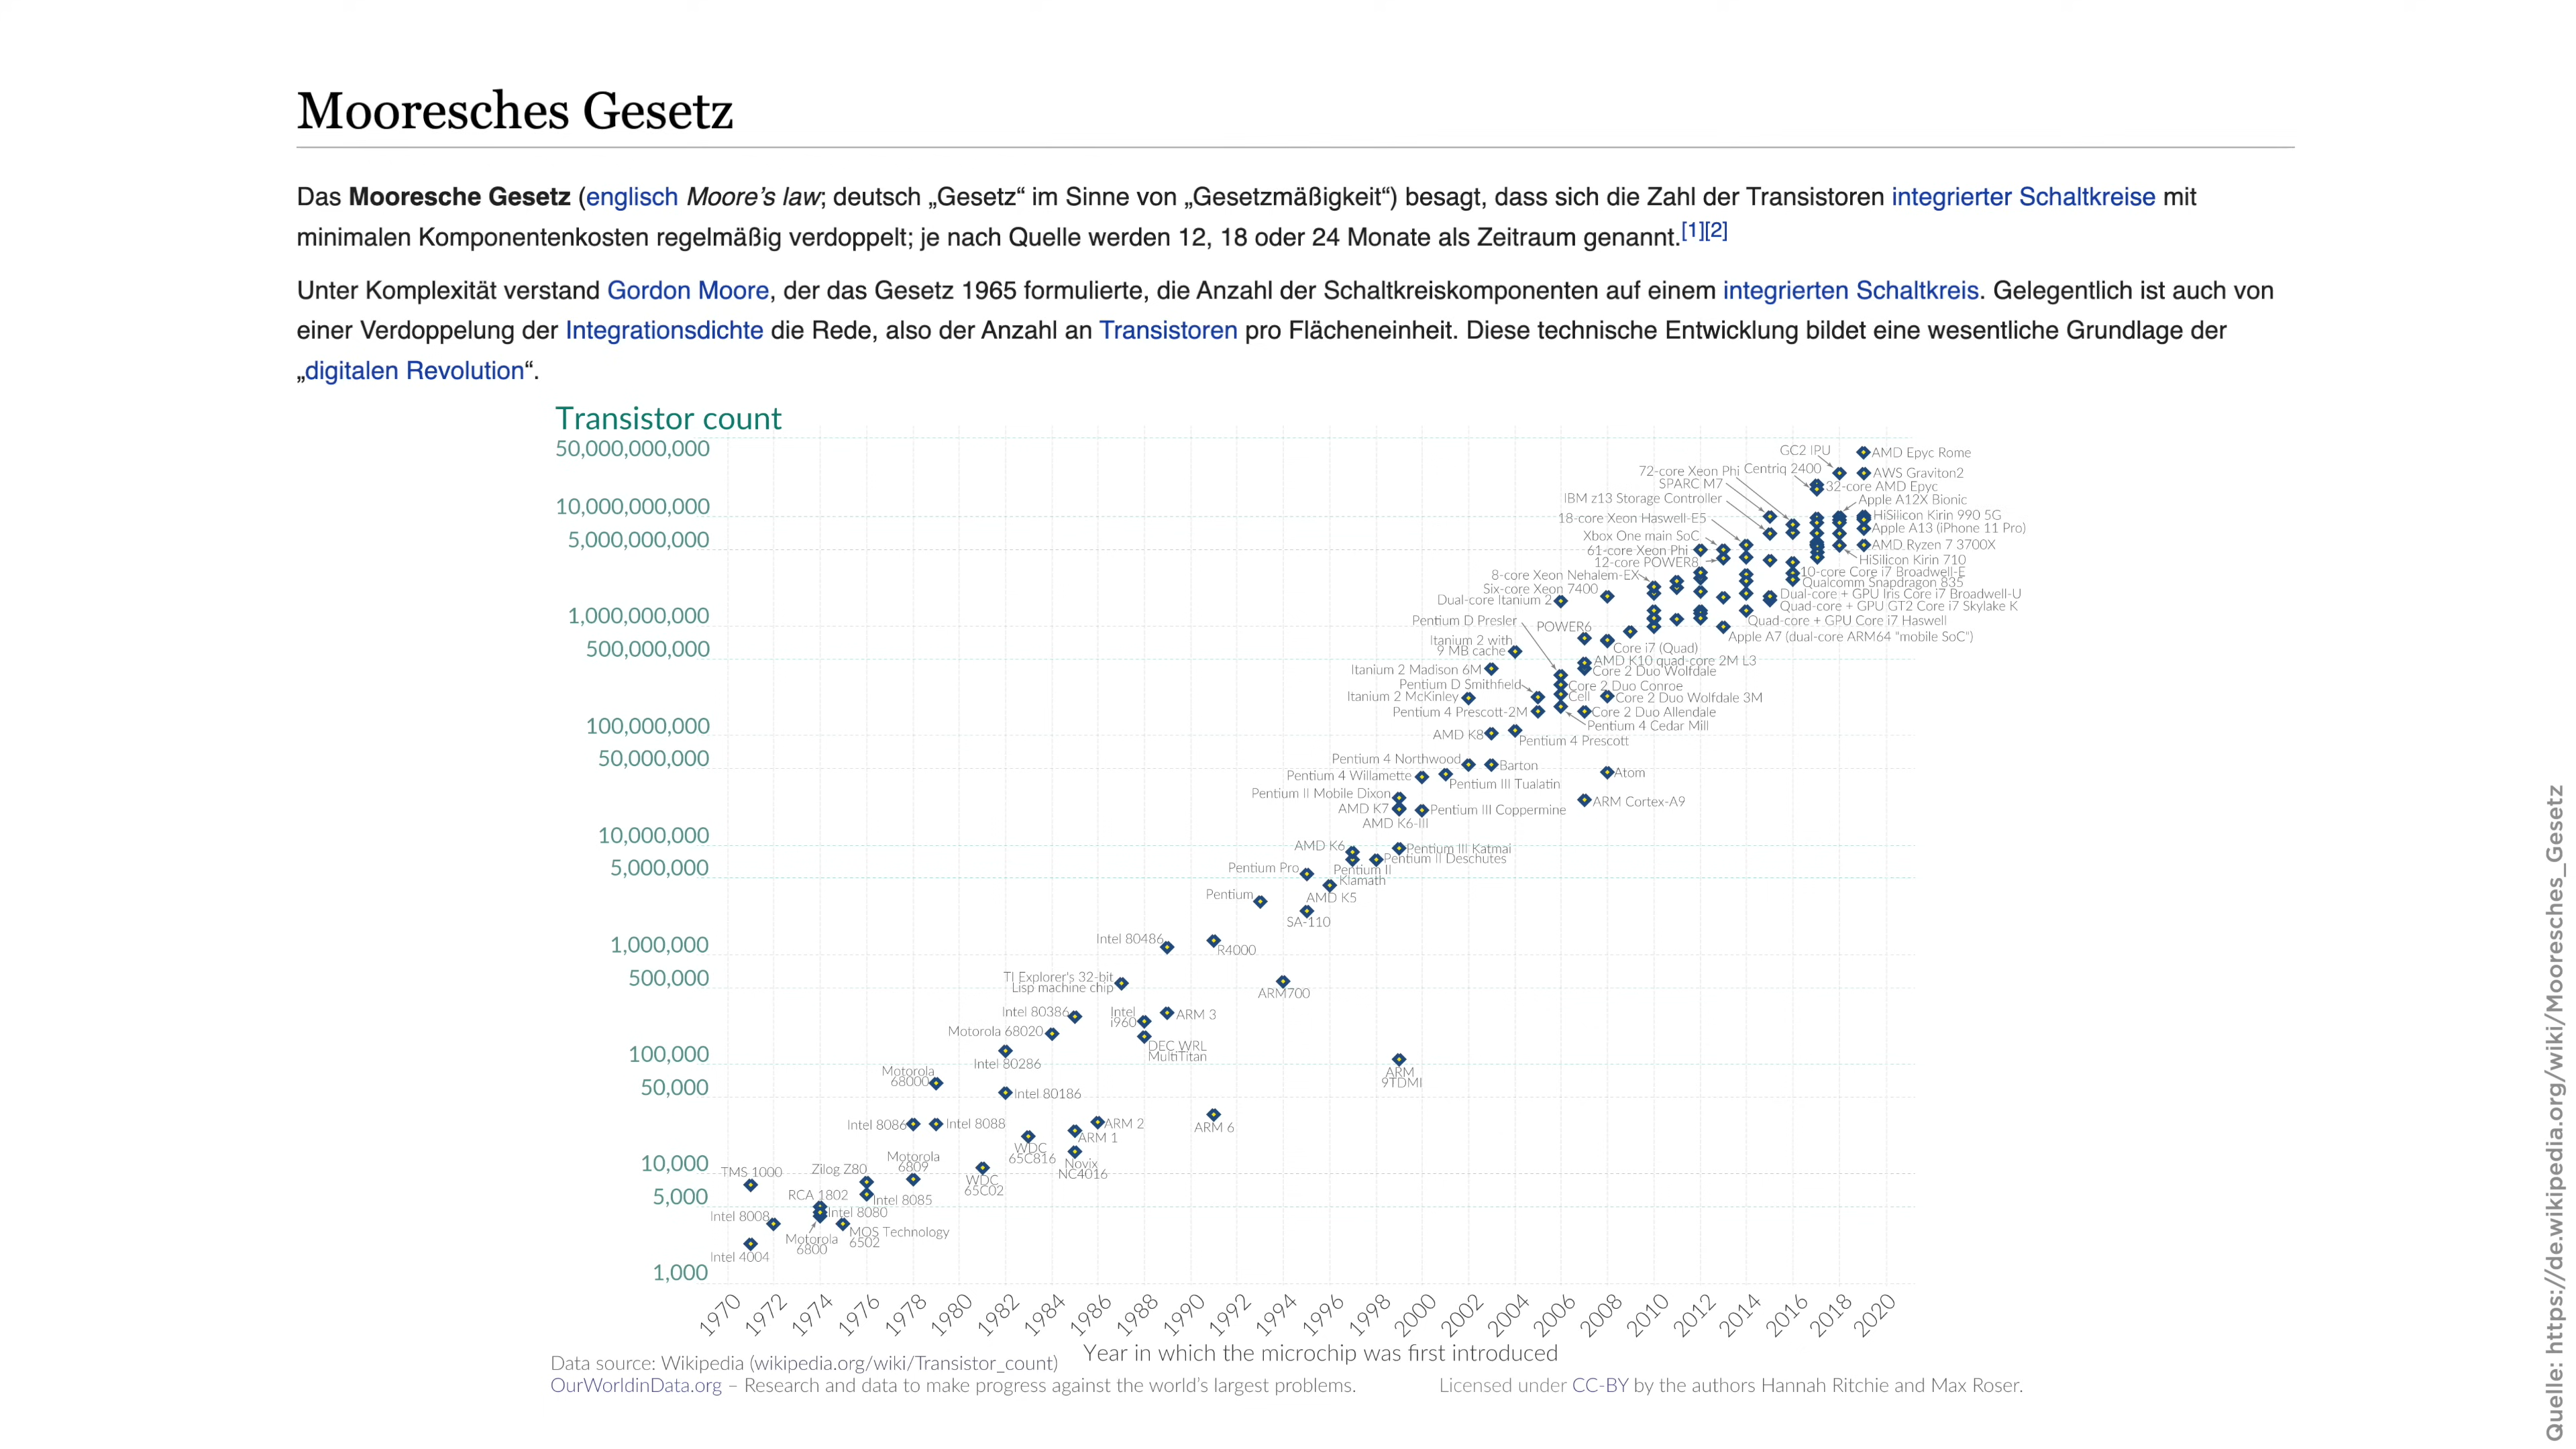 Mooresches Gesetz
Das Mooresche Gesetz (englisch Moore’s law; deutsch „Gesetz“ im Sinne von „Gesetzmäßigkeit“) besagt, dass sich die Zahl der Transistoren integrierter Schaltkreise mit
minimalen Komponentenkosten regelmäßig verdoppelt; je nach Quelle werden 12, 18 oder 24 Monate als Zeitraum genannt.[1][2]
Unter Komplexität verstand Gordon Moore, der das Gesetz 1965 formulierte, die Anzahl der Schaltkreiskomponenten auf einem integrierten Schaltkreis. Gelegentlich ist auch von
einer Verdoppelung der Integrationsdichte die Rede, also der Anzahl an Transistoren pro Flächeneinheit. Diese technische Entwicklung bildet eine wesentliche Grundlage der
„digitalen Revolution“.
Transistor count
50,000,000,000
10,000,000,000
5,000,000,000
1,000,000,000
500,000,000
100,000,000
50,000,000
10,000,000
5,000,000
1,000,000
500,000
100,000
50,000
10,000
5,000
1,000
GC2 IPU
AMD Epyc Rome
72-core Xeon Phi
Centriq 2400
AWS Graviton2
SPARC M7
32-core AMD Epyc
IBM z13 Storage Controller
Apple A12X Bionic
18-core Xeon Haswell-E5
HiSilicon Kirin 990 5G
Apple A13 (iPhone 11 Pro)
Xbox One main SoC
61-core Xeon Phi
AMD Ryzen 7 3700X
12-core POWER8
HiSilicon Kirin 710
8-core Xeon Nehalem-EX
10-core Core i7 Broadwell-E
Six-core Xeon 7400
Qualcomm Snapdragon 835
Dual-core Itanium 2
Dual-core + GPU Iris Core i7 Broadwell-U
Quad-core + GPU GT2 Core i7 Skylake K
Pentium D Presler
POWER6
Quad-core + GPU Core i7 Haswell
Apple A7 (dual-core ARM64 "mobile SoC")
Itanium 2 with
9 MB cache
Core i7 (Quad)
AMD K10 quad-core 2M L3
Itanium 2 Madison 6M
Core 2 Duo Wolfdale
Pentium D Smithfield
Core 2 Duo Conroe
Itanium 2 McKinley
Cell
Core 2 Duo Wolfdale 3M
Pentium 4 Prescott-2M
Core 2 Duo Allendale
Pentium 4 Cedar Mill
AMD K8
Pentium 4 Prescott
Pentium 4 Northwood
Barton
Pentium 4 Willamette
Atom
Pentium III Tualatin
Pentium II Mobile Dixon
ARM Cortex-A9
AMD K7
Pentium III Coppermine
AMD K6-III
AMD K6
Pentium III Katmai
Pentium II Deschutes
Pentium Pro
Pentium II
Klamath
Pentium
AMD K5
SA-110
Intel 80486
R4000
TI Explorer's 32-bit
Lisp machine chip
ARM700
Intel 80386
Intel
i960
ARM 3
Motorola 68020
DEC WRL
MultiTitan
Intel 80286
ARM
9TDMI
Motorola
68000
Intel 80186
Intel 8086
Intel 8088
ARM 2
ARM 6
ARM 1
WDC
65C816
Novix
NC4016
Motorola
6809
WDC
65C02
TMS 1000
Zilog Z80
RCA 1802
Intel 8085
Intel 8008
Intel 8080
Motorola
6800
MOS Technology
6502
Intel 4004
1970 1972 1974 1976 1978 1980 1982 1984 1986 1988 1990 1992 1994 1996 1998 2000 2002 2004 2006 2008 2010 2012 2014 2016 2018 2020
Year in which the microchip was first introduced
Data source: Wikipedia (wikipedia.org/wiki/Transistor_count)
OurWorldinData.org – Research and data to make progress against the world’s largest problems.
Licensed under CC-BY by the authors Hannah Ritchie and Max Roser.
Quelle: https://de.wikipedia.org/wiki/Mooresches_Gesetz